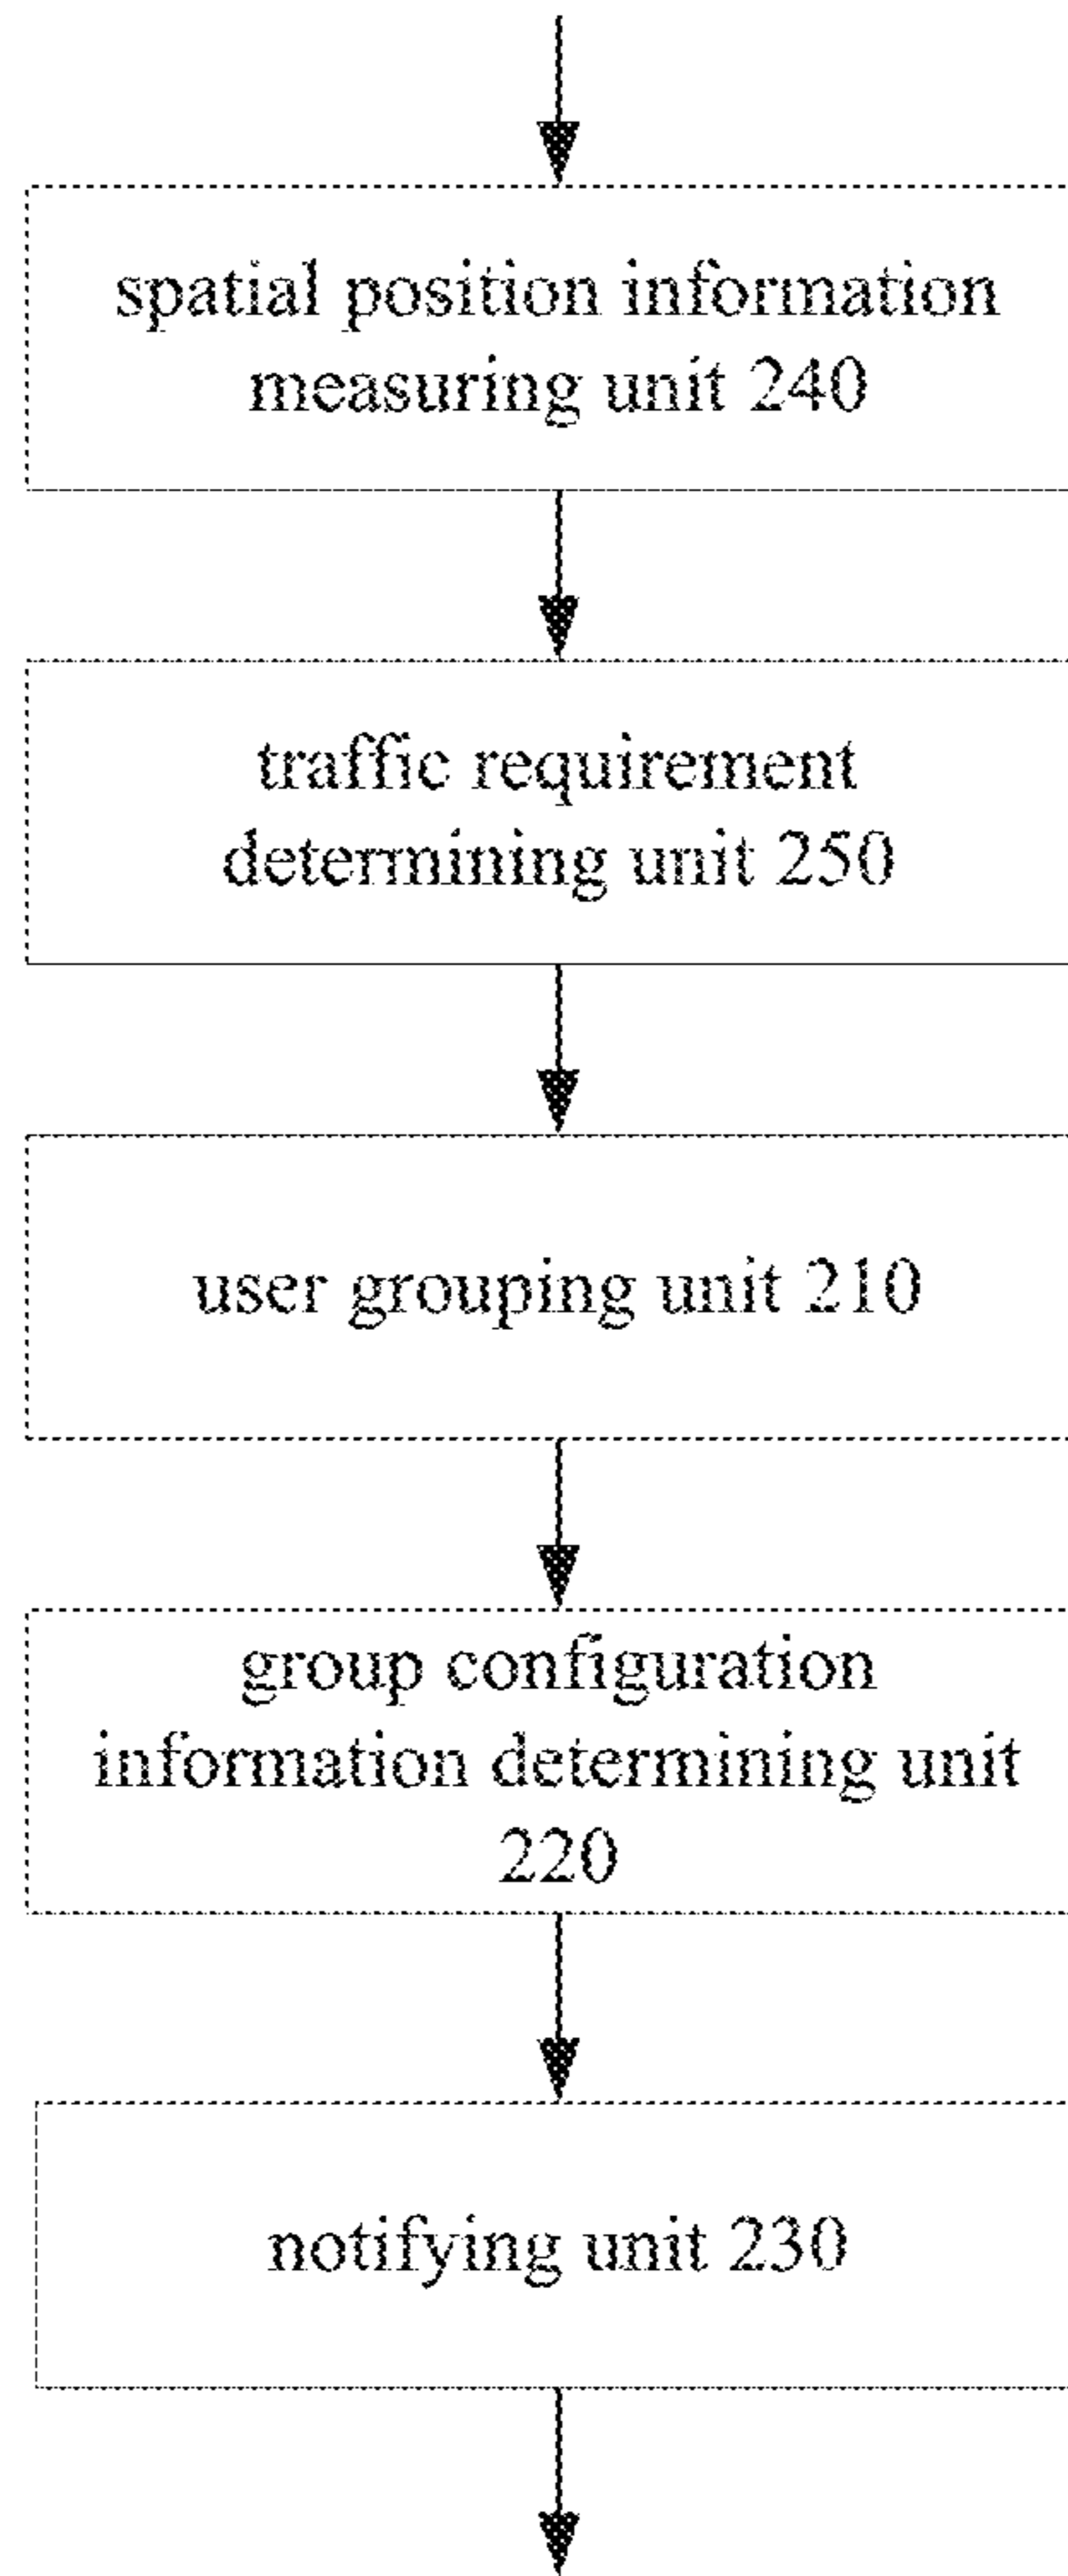 spatial position information
measuring unit 240
traffic requirement
determining unit 250
user grouping unit 210
group configuration
information determining unit
220
notifying unit 230